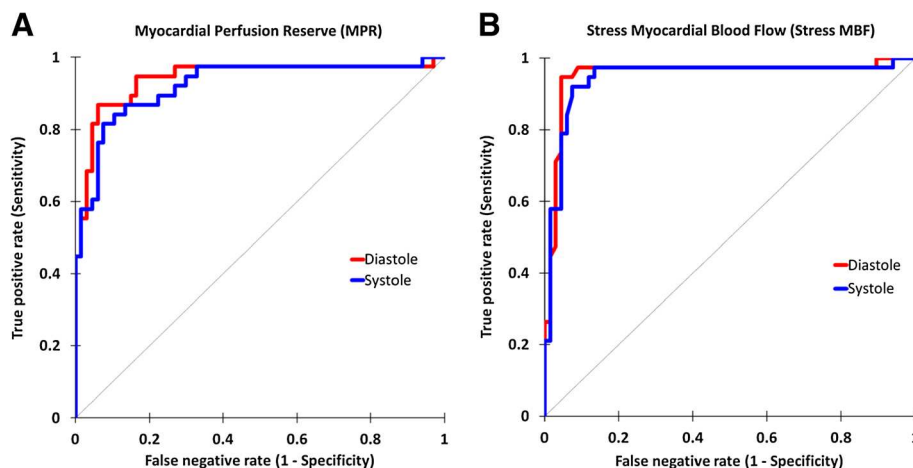 A
Myocardial Perfusion Reserve (MPR)
1
0.8
0.6
0.4
0.2
0
True positive rate (Sensitivity)
Diastole
Systole
0
0.2
0.4
0.6
0.8
1
False negative rate (1 - Specificity)
B
Stress Myocardial Blood Flow (Stress MBF)
1
0.8
0.6
0.4
0.2
0
True positive rate (Sensitivity)
Diastole
Systole
0
0.2
0.4
0.6
0.8
1
False negative rate (1 - Specificity)